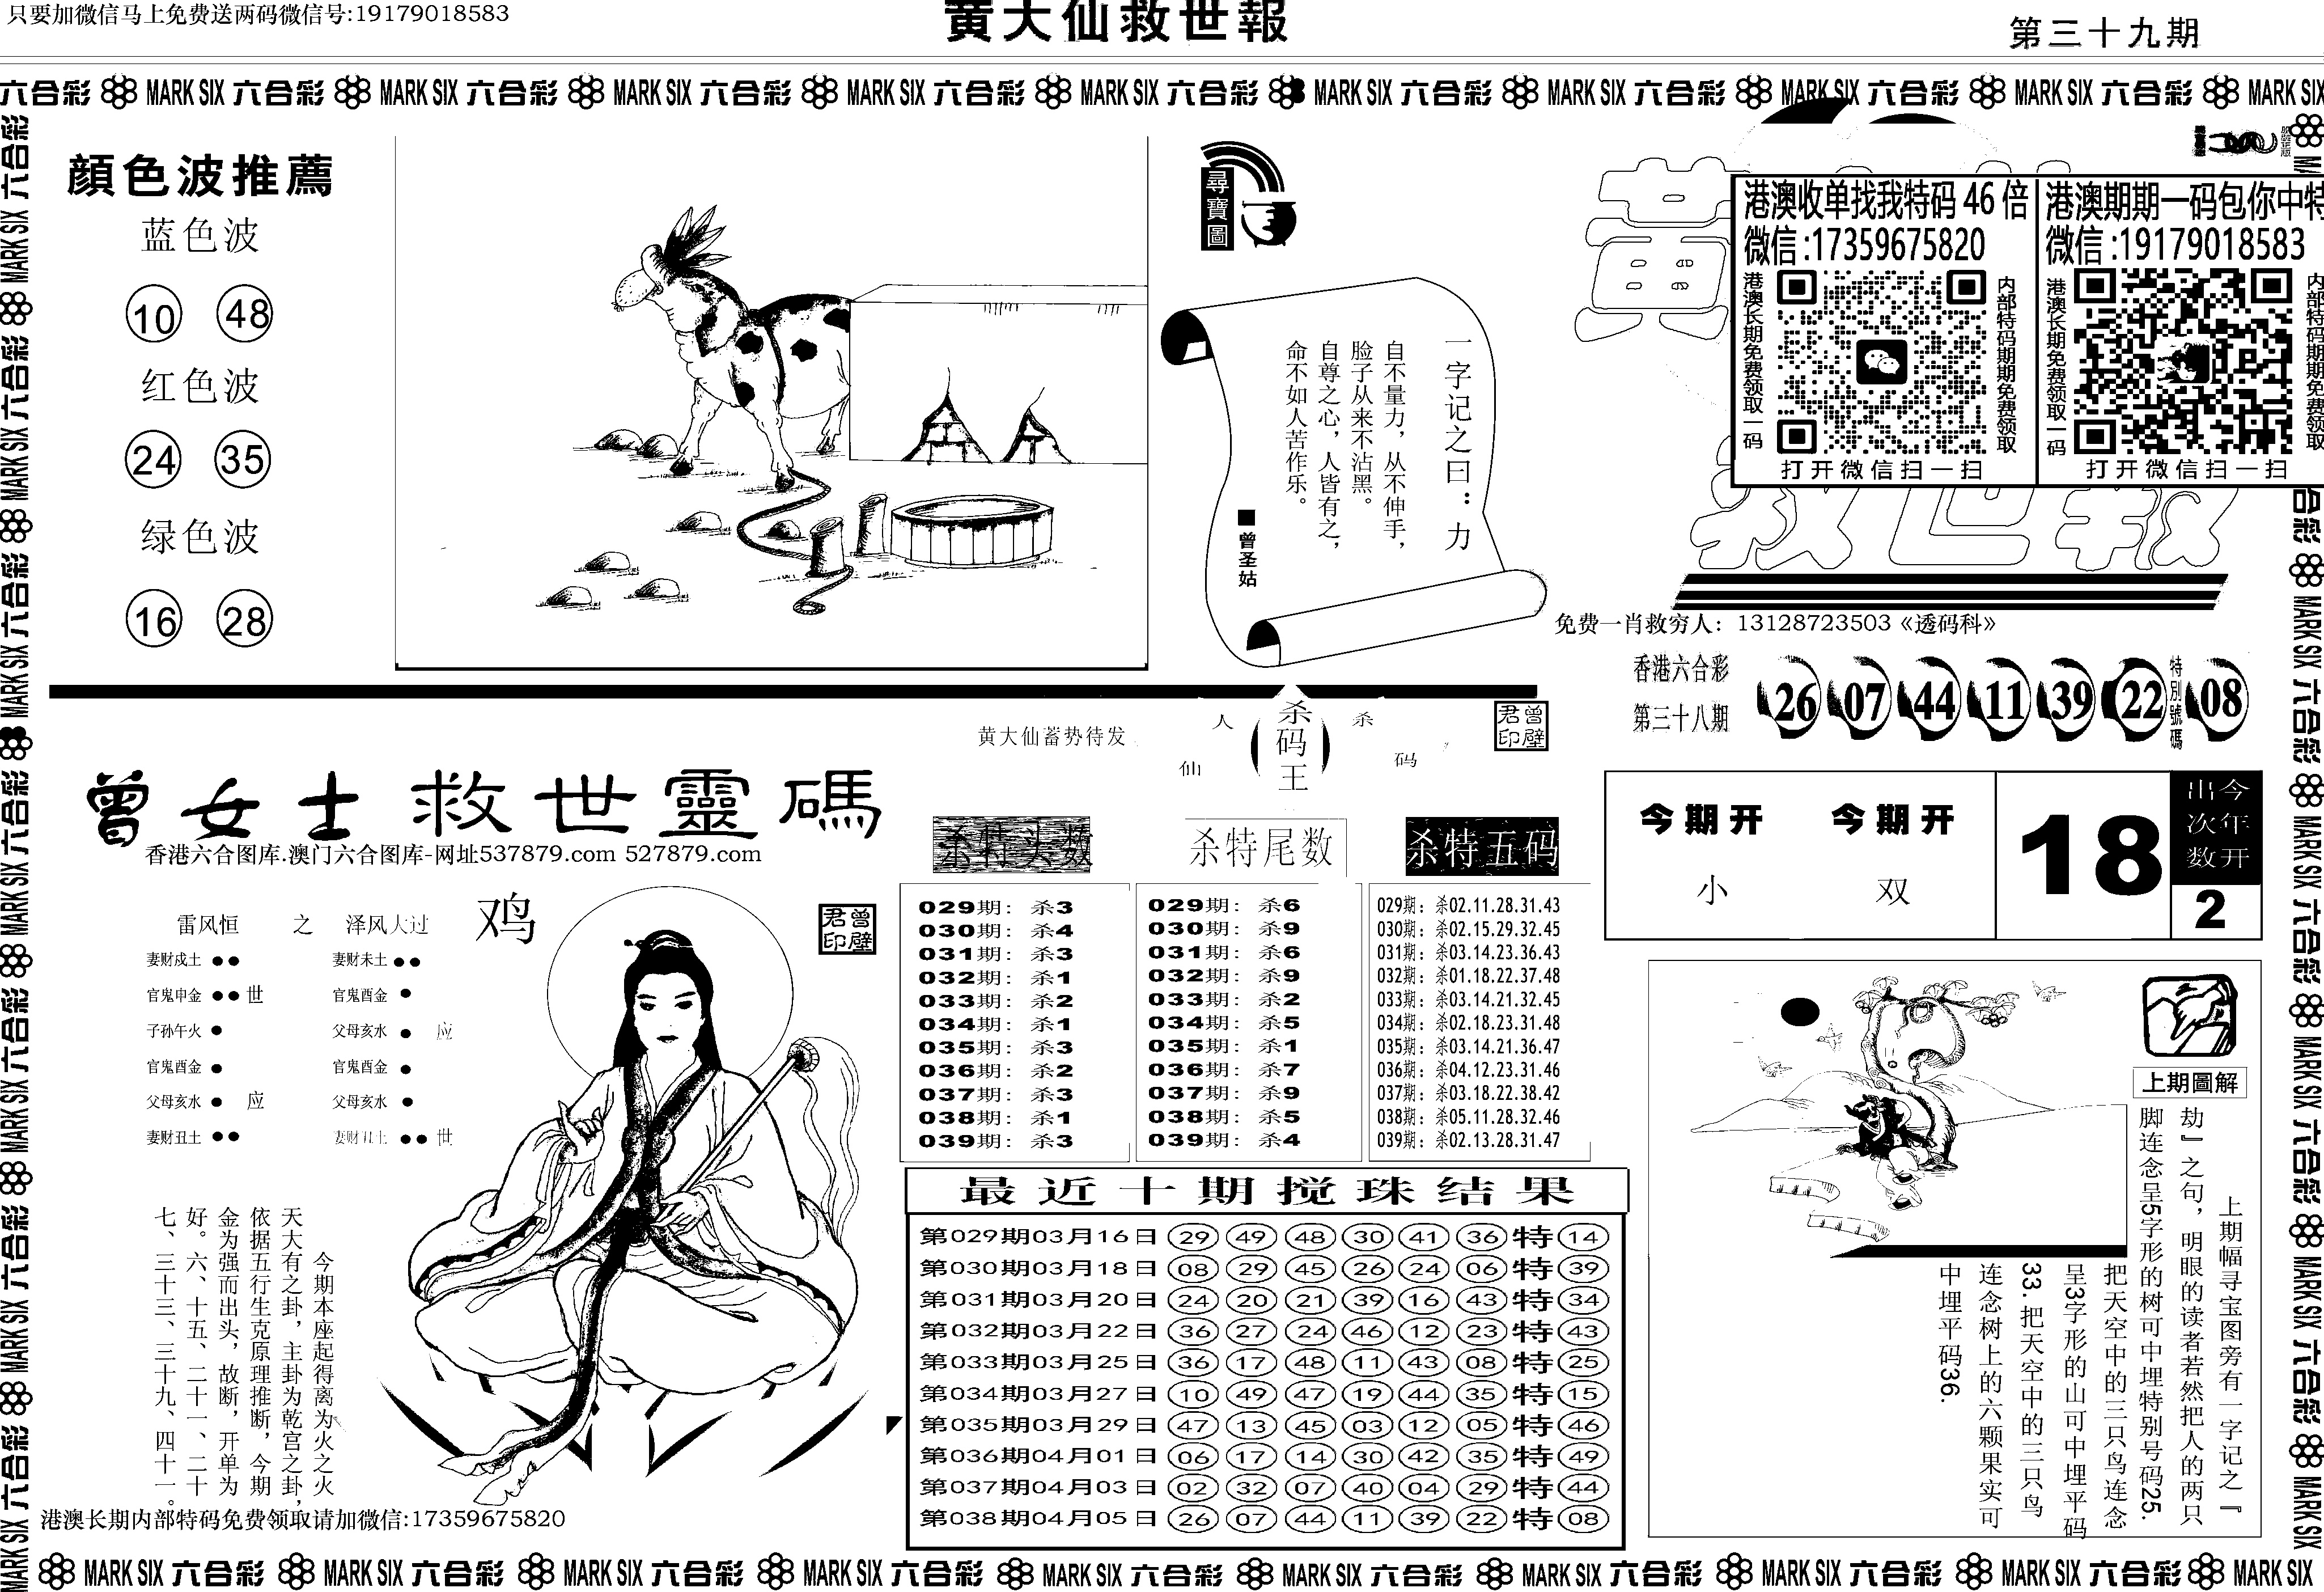 只要加微信马上免费送两码微信号:19179018583
黄大仙救世報
第三十九期
六合彩 MARK SIX 六合彩 MARK SIX 六合彩 MARK SIX 六合彩 MARK SIX 六合彩 MARK SIX 六合彩 MARK SIX 六合彩 MARK SIX 六合彩 MARK SIX 六合彩 MARK SIX 六合彩 MARK SIX
顔色波推薦
蓝色波
10 48
红色波
24 35
绿色波
16 28
尋寶圖
一字记之曰：力
自不量力，从不伸手，
脸子从来不沾黑。
自尊之心，人皆有之，
命不如人苦作乐。
■曾圣姑
黄
救世報
港澳收单找我特码 46 倍
微信:17359675820
港澳长期免费领取一码
内部特码期期免费领取
打开微信扫一扫
港澳期期一码包你中特
微信:19179018583
港澳长期免费领取一码
内部特码期期免费领取
打开微信扫一扫
免费一肖救穷人：13128723503《透码科》
香港六合彩
第三十八期
26 07 44 11 39 22 特别號碼 08
今期开 今期开
小 双
18
今年开
出次数
2
黄大仙蓄势待发
仙人
杀码王
杀码
曾璧君印
曾女士救世靈碼
香港六合图库.澳门六合图库-网址537879.com 527879.com
鸡
曾璧君印
雷风恒 之 泽风大过
妻财戌土 ●● 妻财未土 ●●
官鬼申金 ●● 世 官鬼酉金 ●
子孙午火 ● 父母亥水 ● 应
官鬼酉金 ● 官鬼酉金 ●
父母亥水 ● 应 父母亥水 ●
妻财丑土 ●● 妻财丑土 ●● 世
今期本座起得离为火之火
天大有之卦，主卦为乾宫之卦，
依据五行生克原理推断，今期
金为强而出头，故断，开单为
好。六、十五、二十一、二十
七、三十三、三十九、四十一。
港澳长期内部特码免费领取请加微信:17359675820
杀特头数
029期： 杀3
030期： 杀4
031期： 杀3
032期： 杀1
033期： 杀2
034期： 杀1
035期： 杀3
036期： 杀2
037期： 杀3
038期： 杀1
039期： 杀3
杀特尾数
029期： 杀6
030期： 杀9
031期： 杀6
032期： 杀9
033期： 杀2
034期： 杀5
035期： 杀1
036期： 杀7
037期： 杀9
038期： 杀5
039期： 杀4
杀特五码
029期：杀02.11.28.31.43
030期：杀02.15.29.32.45
031期：杀03.14.23.36.43
032期：杀01.18.22.37.48
033期：杀03.14.21.32.45
034期：杀02.18.23.31.48
035期：杀03.14.21.36.47
036期：杀04.12.23.31.46
037期：杀03.18.22.38.42
038期：杀05.11.28.32.46
039期：杀02.13.28.31.47
最近十期搅珠结果
第029期03月16日 29 49 48 30 41 36 特 14
第030期03月18日 08 29 45 26 24 06 特 39
第031期03月20日 24 20 21 39 16 43 特 34
第032期03月22日 36 27 24 46 12 23 特 43
第033期03月25日 36 17 48 11 43 08 特 25
第034期03月27日 10 49 47 19 44 35 特 15
第035期03月29日 47 13 45 03 12 05 特 46
第036期04月01日 06 17 14 30 42 35 特 49
第037期04月03日 02 32 07 40 04 29 特 44
第038期04月05日 26 07 44 11 39 22 特 08
上期圖解
上期幅寻宝图旁有一字记之『
劫』之句，明眼的读者若然把人的两只
脚连念呈5字形的树可中埋特别号码25.
把天空中的三只鸟连念
呈3字形的山可中埋平码
33. 把天空中的三只鸟
连念树上的六颗果实可
中埋平码36.
MARK SIX 六合彩 MARK SIX 六合彩 MARK SIX 六合彩 MARK SIX 六合彩 MARK SIX 六合彩 MARK SIX 六合彩 MARK SIX 六合彩 MARK SIX 六合彩 MARK SIX 六合彩 MARK SIX